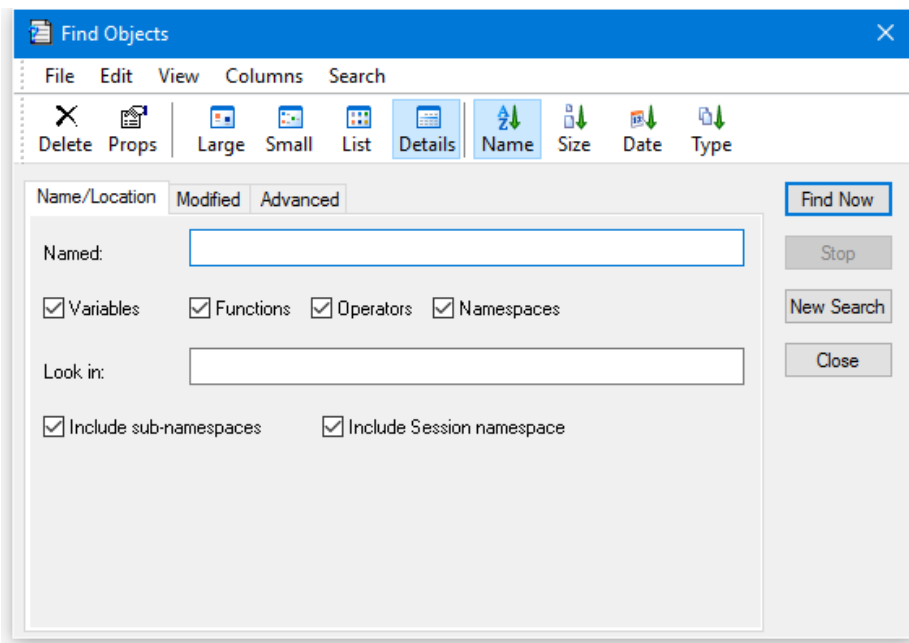 Find Objects
File Edit View Columns Search
Delete Props Large Small List Details Name Size Date Type
Name/Location Modified Advanced
Find Now
Named:
Stop
Variables Functions Operators Namespaces
New Search
Look in:
Close
Include sub-namespaces Include Session namespace